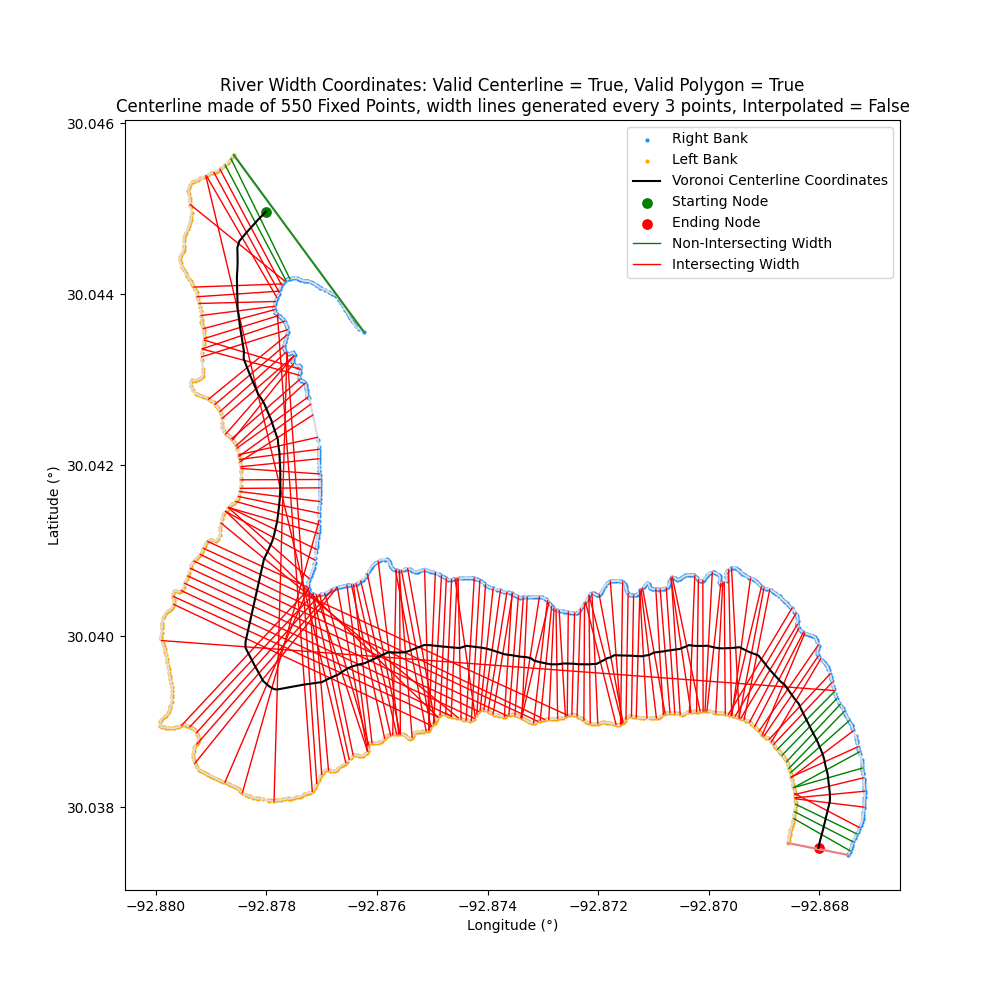 River Width Coordinates: Valid Centerline = True, Valid Polygon = True
Centerline made of 550 Fixed Points, width lines generated every 3 points, Interpolated = False
30.046
30.044
30.042
30.040
30.038
Latitude (°)
Right Bank
Left Bank
Voronoi Centerline Coordinates
Starting Node
Ending Node
Non-Intersecting Width
Intersecting Width
−92.880 −92.878 −92.876 −92.874 −92.872 −92.870 −92.868
Longitude (°)